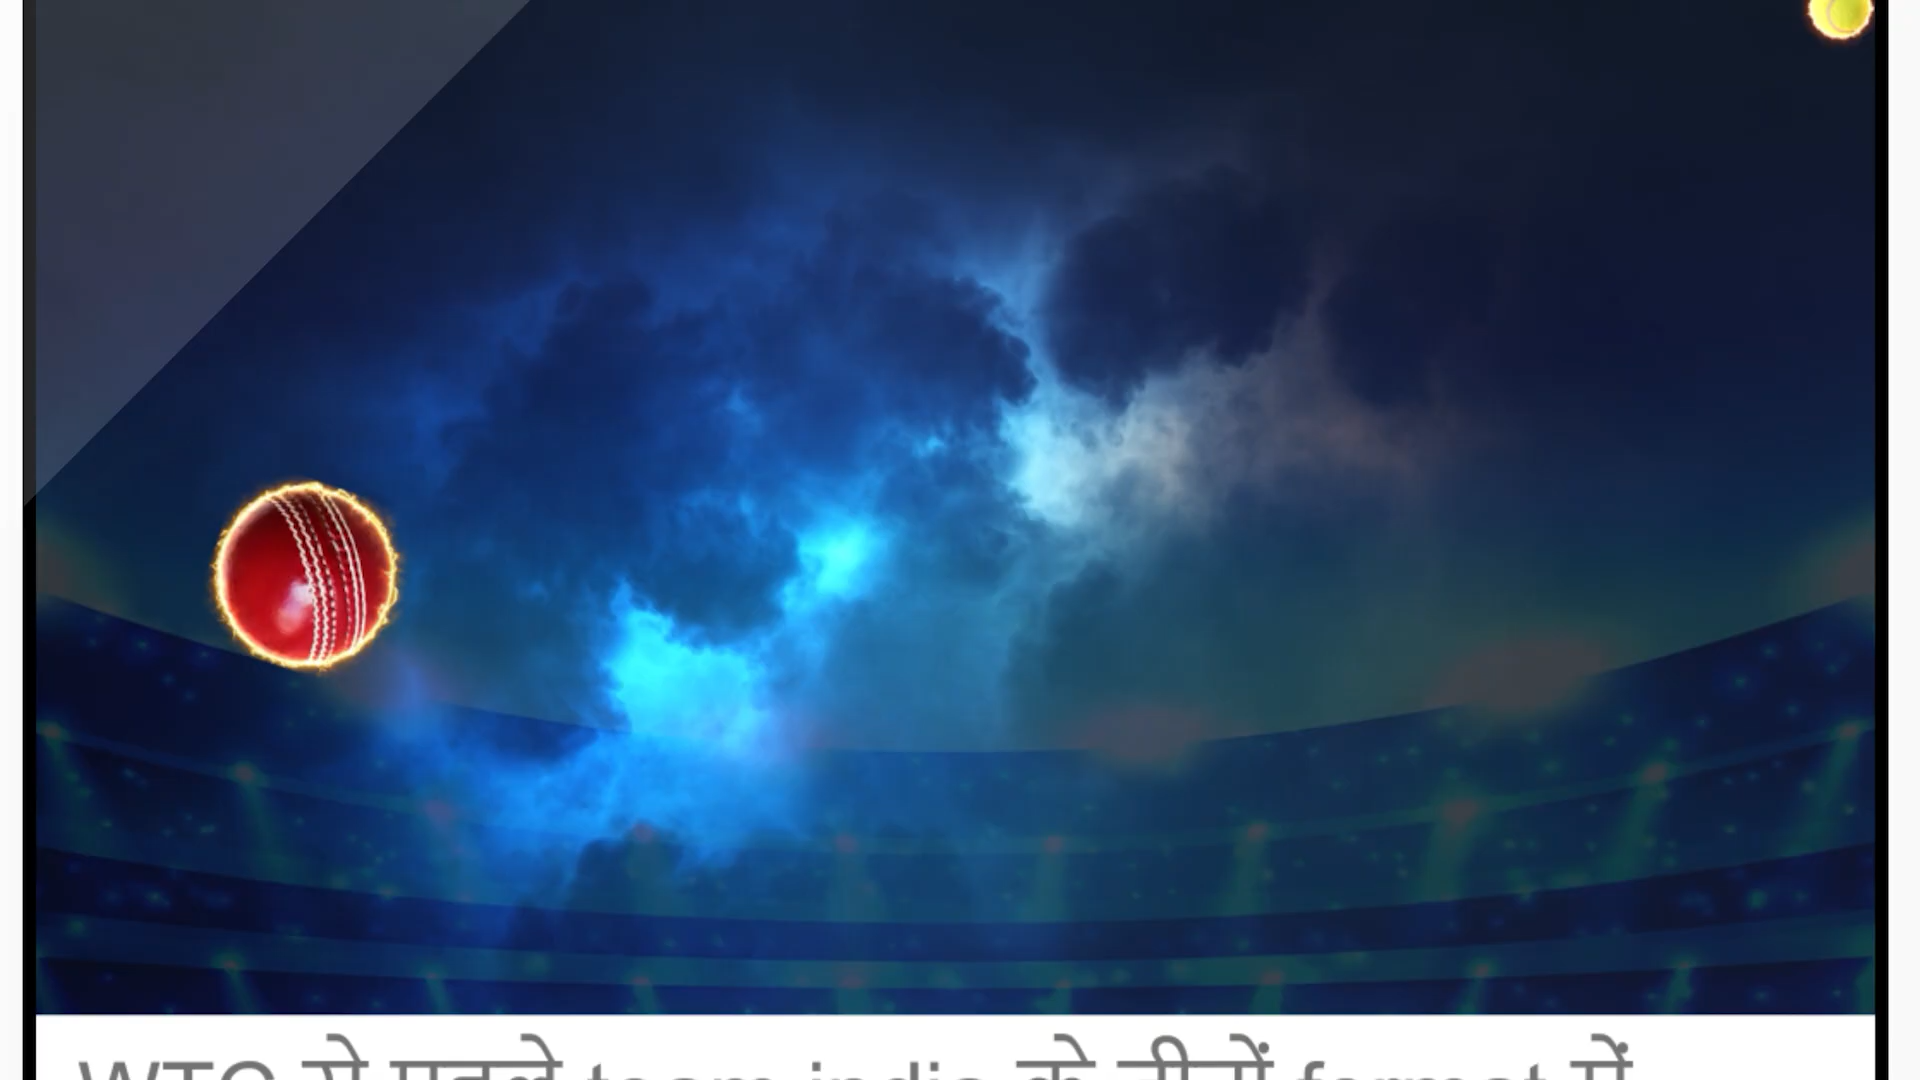 WTC से पहले team india के तीनों format में